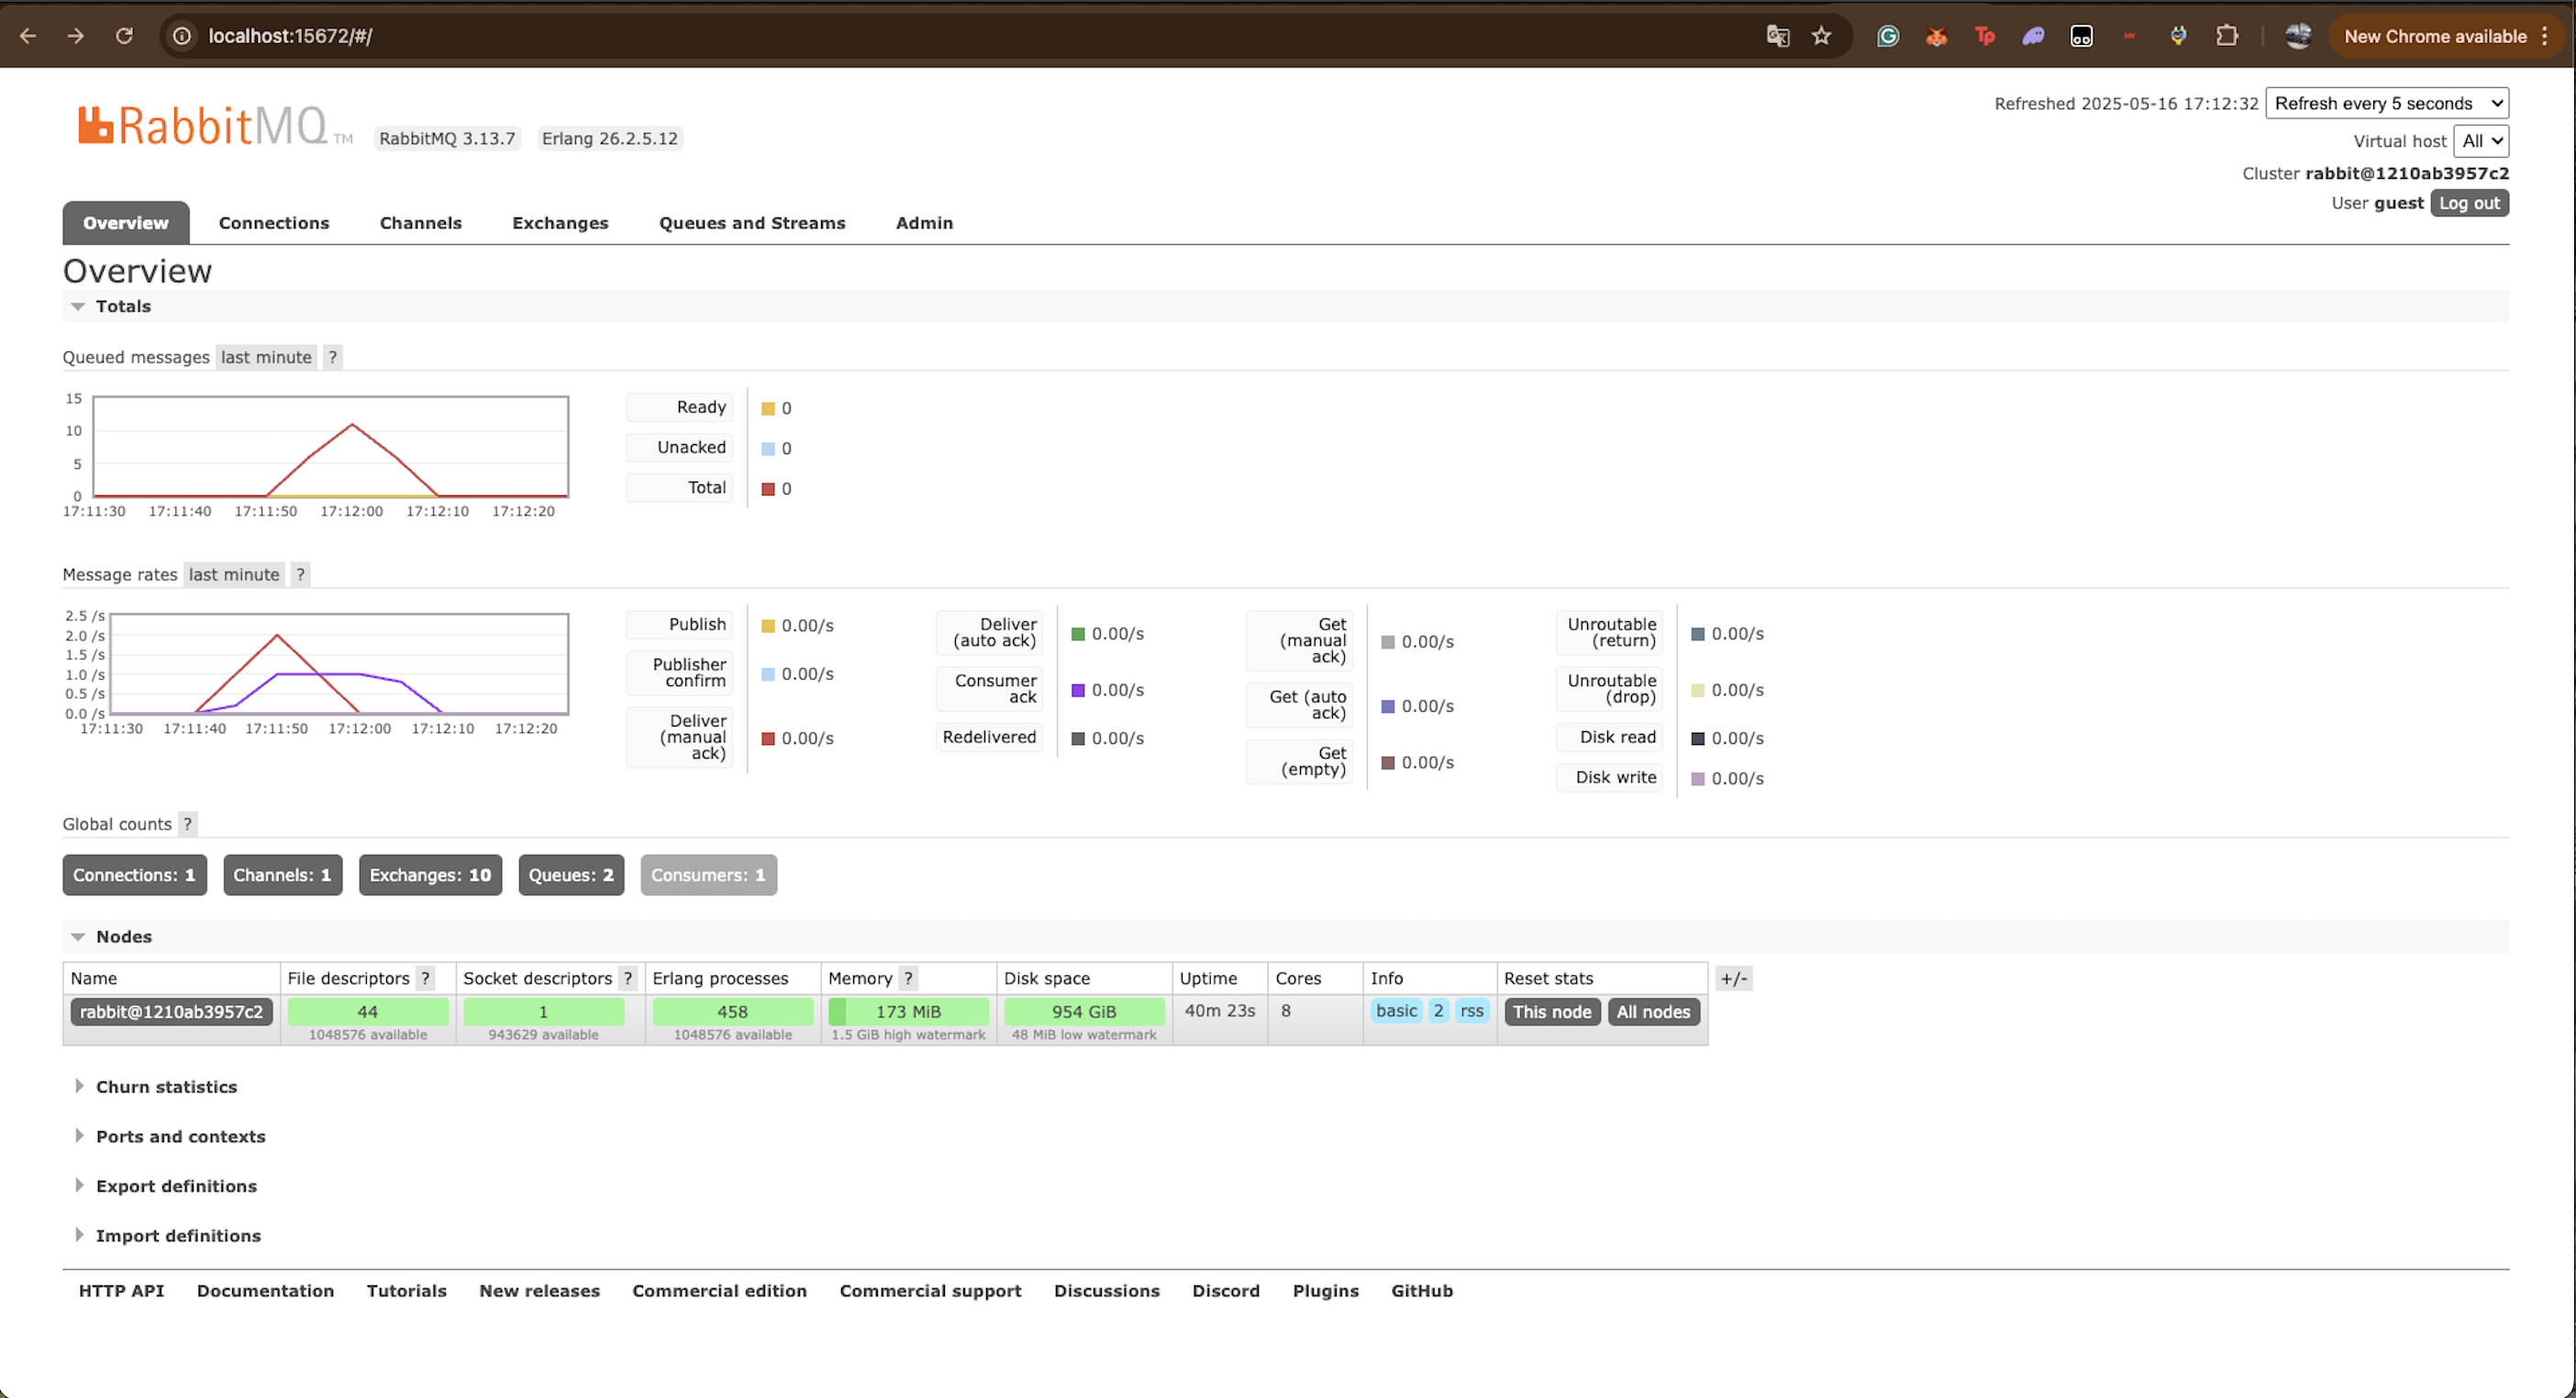 localhost:15672/#/
New Chrome available
RabbitMQ TM
RabbitMQ 3.13.7
Erlang 26.2.5.12
Refreshed 2025-05-16 17:12:32
Refresh every 5 seconds
Virtual host All
Cluster rabbit@1210ab3957c2
User guest Log out
Overview Connections Channels Exchanges Queues and Streams Admin
Overview
Totals
Queued messages last minute ?
15
10
5
0
17:11:30 17:11:40 17:11:50 17:12:00 17:12:10 17:12:20
Ready 0
Unacked 0
Total 0
Message rates last minute ?
2.5 /s
2.0 /s
1.5 /s
1.0 /s
0.5 /s
0.0 /s
17:11:30 17:11:40 17:11:50 17:12:00 17:12:10 17:12:20
Publish 0.00/s
Publisher
confirm 0.00/s
Deliver
(manual
ack) 0.00/s
Deliver
(auto ack) 0.00/s
Consumer
ack 0.00/s
Redelivered 0.00/s
Get
(manual
ack) 0.00/s
Get (auto
ack) 0.00/s
Get
(empty) 0.00/s
Unroutable
(return) 0.00/s
Unroutable
(drop) 0.00/s
Disk read 0.00/s
Disk write 0.00/s
Global counts ?
Connections: 1 Channels: 1 Exchanges: 10 Queues: 2 Consumers: 1
Nodes
Name File descriptors ? Socket descriptors ? Erlang processes Memory ? Disk space Uptime Cores Info Reset stats +/-
rabbit@1210ab3957c2 44 1 458 173 MiB 954 GiB 40m 23s 8 basic 2 rss This node All nodes
1048576 available 943629 available 1048576 available 1.5 GiB high watermark 48 MiB low watermark
Churn statistics
Ports and contexts
Export definitions
Import definitions
HTTP API Documentation Tutorials New releases Commercial edition Commercial support Discussions Discord Plugins GitHub